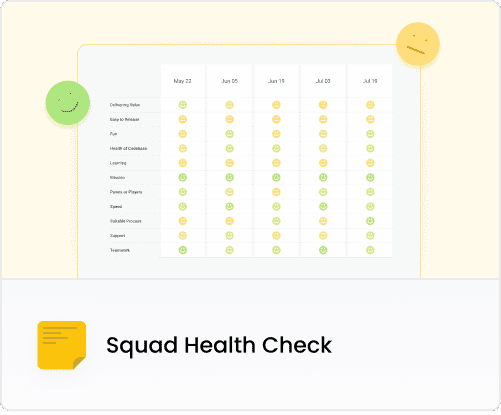 May 22 Jun 05 Jun 19 Jul 03 Jul 19
Delivering Value
Easy to Release
Fun
Health of Codebase
Learning
Mission
Pawns or Players
Speed
Suitable Process
Support
Teamwork
Squad Health Check